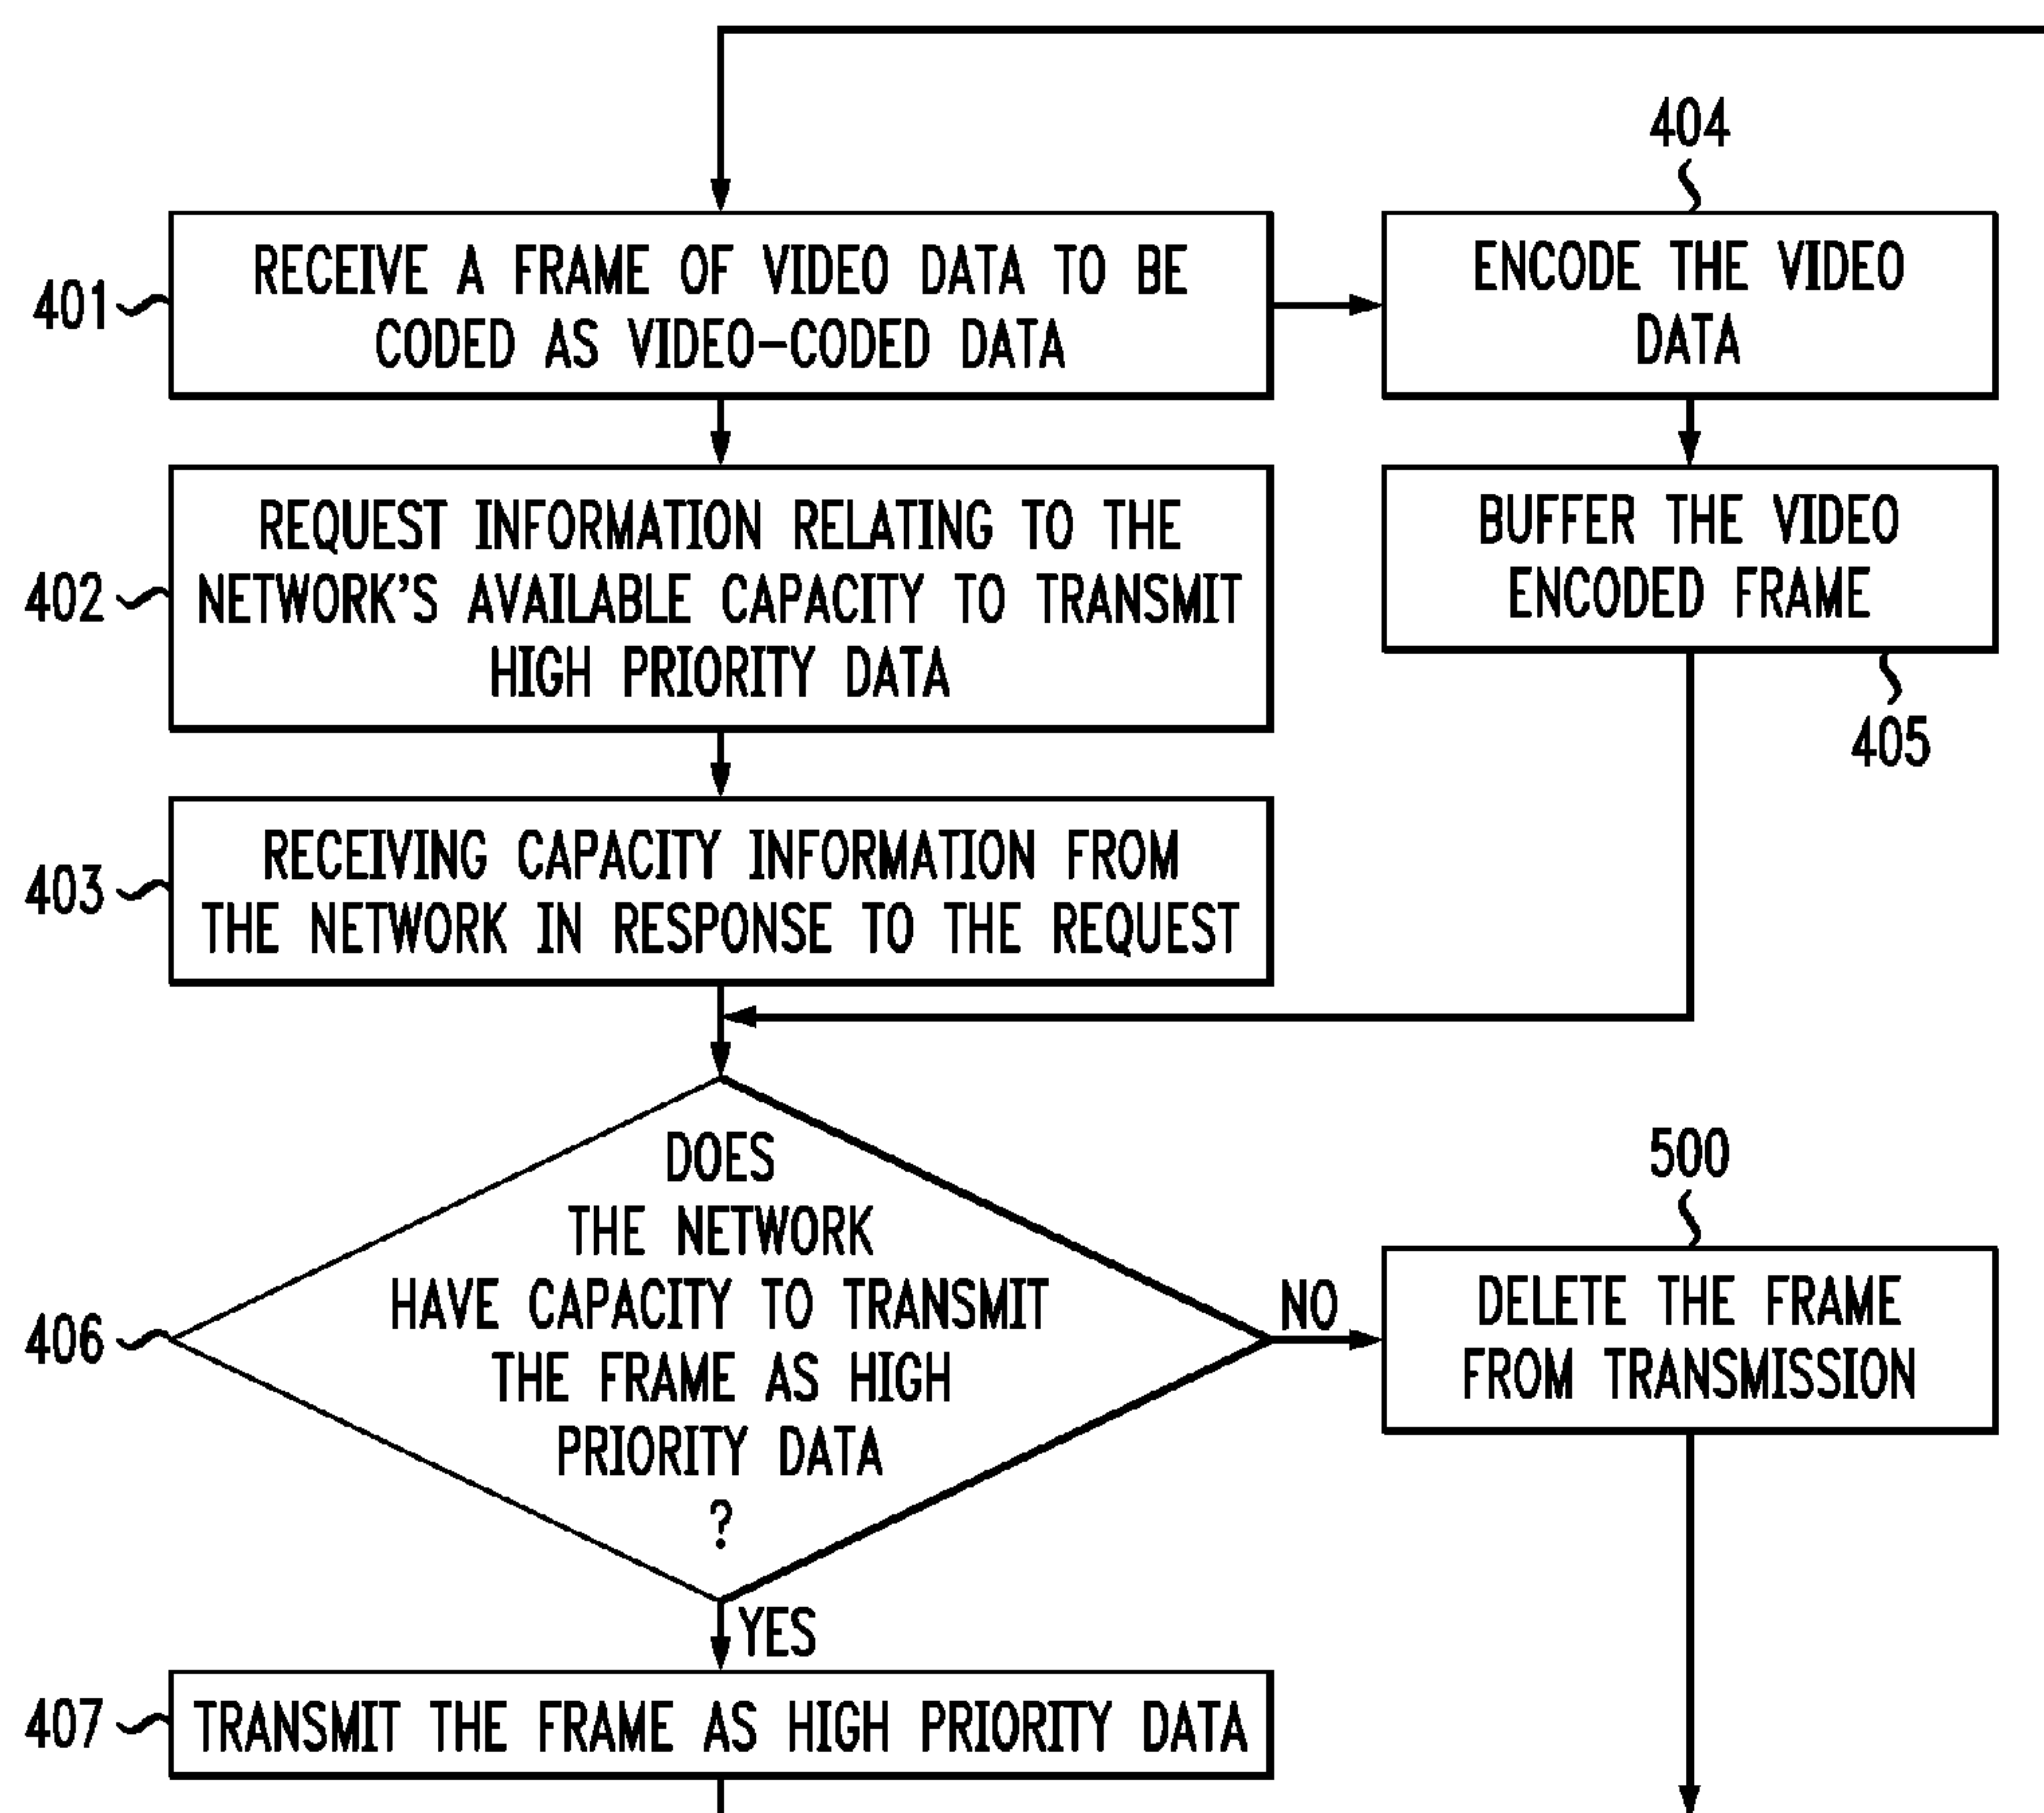 401
RECEIVE A FRAME OF VIDEO DATA TO BE
CODED AS VIDEO-CODED DATA
404
ENCODE THE VIDEO
DATA
402
REQUEST INFORMATION RELATING TO THE
NETWORK'S AVAILABLE CAPACITY TO TRANSMIT
HIGH PRIORITY DATA
BUFFER THE VIDEO
ENCODED FRAME
405
403
RECEIVING CAPACITY INFORMATION FROM
THE NETWORK IN RESPONSE TO THE REQUEST
406
DOES
THE NETWORK
HAVE CAPACITY TO TRANSMIT
THE FRAME AS HIGH
PRIORITY DATA
?
NO
500
DELETE THE FRAME
FROM TRANSMISSION
YES
407
TRANSMIT THE FRAME AS HIGH PRIORITY DATA